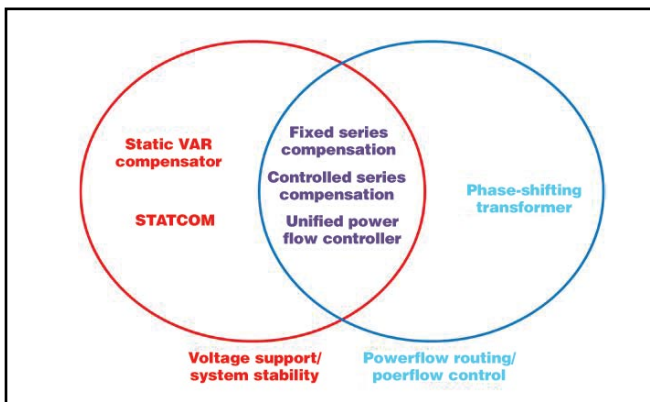 Static VAR
compensator
STATCOM
Fixed series
compensation
Controlled series
compensation
Unified power
flow controller
Phase-shifting
transformer
Voltage support/
system stability
Powerflow routing/
poerflow control